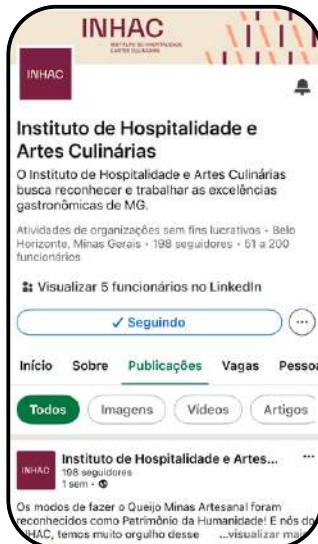 INHAC
INSTITUTO DE HOSPITALIDADE
E ARTES CULINÁRIAS
INHAC
Instituto de Hospitalidade e
Artes Culinárias
O Instituto de Hospitalidade e Artes Culinárias
busca reconhecer e trabalhar as excelências
gastronômicas de MG.
Atividades de organizações sem fins lucrativos • Belo
Horizonte, Minas Gerais • 198 seguidores • 51 a 200
funcionários
Visualizar 5 funcionários no LinkedIn
✓ Seguindo
Início Sobre Publicações Vagas Pessoa
Todos Imagens Vídeos Artigos
INHAC
Instituto de Hospitalidade e Artes... ...
198 seguidores
1 sem •
Os modos de fazer o Queijo Minas Artesanal foram
reconhecidos como Patrimônio da Humanidade! E nós do
INHAC, temos muito orgulho desse ...visualizar mais